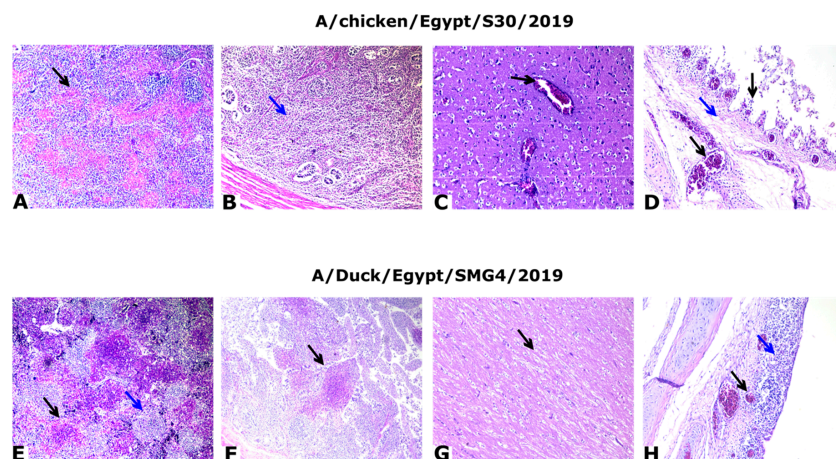 A/chicken/Egypt/S30/2019
A B C D
A/Duck/Egypt/SMG4/2019
E F G H